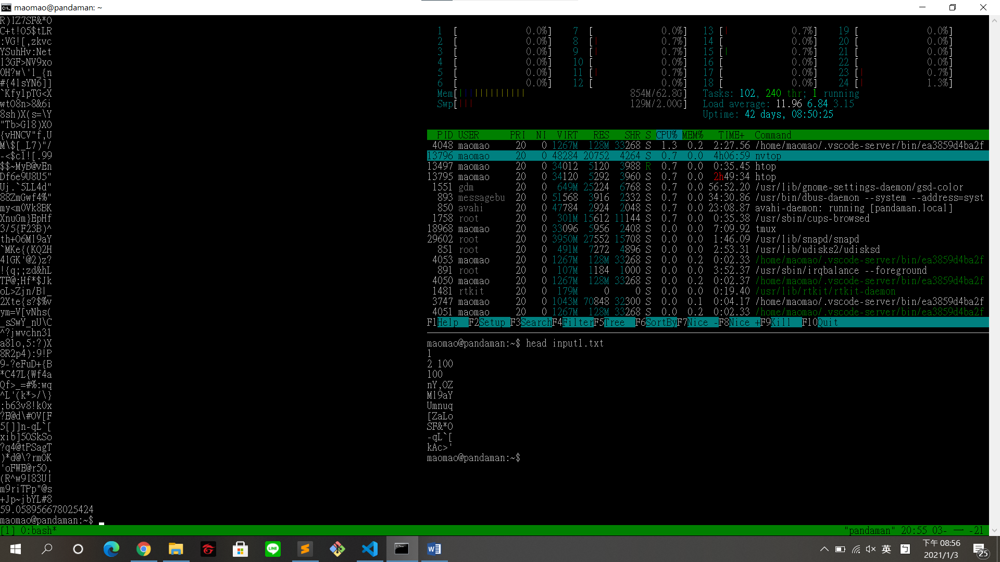 maomao@pandaman: ~
R)IZ7SF&*O
C+t!O5$tLR
:VG![,zkvc
YSuhHv:Net
l3GF>NV9xo
0H?w\'l_{n
#{4lsYN6]]
`KfylpTG<X
wtO8n>8&6i
8sh)X(s=\Y
"Tb>Gl8)XO
{vHNCV"f,U
M\$[_L7)"/
-<$cl![.99
$$~MyB@vEn
Df6e9U8U5"
Uj.`5LL4d"
88ZmGwf4%"
my<m0Vk8BK
XnuGm}EpHf
3/5{F23B)^
th+O6Ml9aY
`MKe{(KQ2H
4lGK'@2)z?
!{q;;zd&hL
TF@;Hf*$Jk
oL>Zjn/B|_
2Xte{s?$%v
ym=V[vNhs(
_sSwY_nU\C
^?jwvchn3l
a8lo,5:?)X
8R2p4):9!P
9-?eFuD+{B
*C47L{Wf4a
Qf>_=#%:wq
^L'(k*>/\}
;b63v8!k0x
?E@d\#OV[F
5[]]n-qL`[
xib]5OSkSo
?q4@tPSagT
)*d@\?rmOK
'oFWE@r5O,
(R^w9I83UI
m9riTPp"@s
+Jp~jbYL#8
59.058956678025424
maomao@pandaman:~$
1 [ 0.0%] 7 [ 0.0%] 13 [| 0.7%] 19 [ 0.0%]
2 [ 0.0%] 8 [| 0.7%] 14 [ 0.0%] 20 [ 0.0%]
3 [ 0.0%] 9 [| 0.7%] 15 [| 0.7%] 21 [ 0.0%]
4 [ 0.0%] 10 [ 0.0%] 16 [ 0.0%] 22 [ 0.0%]
5 [ 0.0%] 11 [| 0.7%] 17 [ 0.0%] 23 [| 0.7%]
6 [ 0.0%] 12 [ 0.0%] 18 [ 0.0%] 24 [| 1.3%]
Mem[||||||||||||| 854M/62.8G] Tasks: 102, 240 thr; 1 running
Swp[||| 129M/2.00G] Load average: 11.96 6.84 3.15
Uptime: 42 days, 08:50:25
PID USER PRI NI VIRT RES SHR S CPU% MEM% TIME+ Command
4048 maomao 20 0 1267M 128M 33268 S 1.3 0.2 2:27.56 /home/maomao/.vscode-server/bin/ea3859d4ba2f
13796 maomao 20 0 48284 20752 4264 S 0.7 0.0 4h06:59 nvtop
13497 maomao 20 0 34012 5120 3988 R 0.7 0.0 0:35.45 htop
13795 maomao 20 0 34120 5292 3960 S 0.7 0.0 2h49:34 htop
1551 gdm 20 0 649M 25224 6768 S 0.7 0.0 56:52.20 /usr/lib/gnome-settings-daemon/gsd-color
893 messagebu 20 0 51568 3916 2332 S 0.7 0.0 34:30.86 /usr/bin/dbus-daemon --system --address=syst
850 avahi 20 0 47784 2924 2048 S 0.7 0.0 23:08.87 avahi-daemon: running [pandaman.local]
1758 root 20 0 301M 15612 11144 S 0.7 0.0 0:35.38 /usr/sbin/cups-browsed
18968 maomao 20 0 33096 5956 2408 S 0.0 0.0 7:09.92 tmux
29602 root 20 0 3950M 27552 15708 S 0.0 0.0 1:46.09 /usr/lib/snapd/snapd
851 root 20 0 491M 7272 4896 S 0.0 0.0 2:53.31 /usr/lib/udisks2/udisksd
4053 maomao 20 0 1267M 128M 33268 S 0.0 0.2 0:02.33 /home/maomao/.vscode-server/bin/ea3859d4ba2f
891 root 20 0 107M 1184 1000 S 0.0 0.0 3:52.37 /usr/sbin/irqbalance --foreground
4050 maomao 20 0 1267M 128M 33268 S 0.0 0.2 0:02.37 /home/maomao/.vscode-server/bin/ea3859d4ba2f
1481 rtkit 20 0 179M 0 0 S 0.0 0.0 0:19.40 /usr/lib/rtkit/rtkit-daemon
3747 maomao 20 0 1043M 70848 32300 S 0.0 0.1 0:04.17 /home/maomao/.vscode-server/bin/ea3859d4ba2f
4051 maomao 20 0 1267M 128M 33268 S 0.0 0.2 0:02.33 /home/maomao/.vscode-server/bin/ea3859d4ba2f
F1Help F2Setup F3SearchF4FilterF5Tree F6SortByF7Nice -F8Nice +F9Kill F10Quit
maomao@pandaman:~$ head input1.txt
1
2 100
100
nY,OZ
Ml9aY
Umnuq
[ZaLo
SF&*O
-qL`[
kAc>'
maomao@pandaman:~$
[1] 0:bash* "pandaman" 20:55 03- 一 -21
LINE
英
下午 08:56
2021/1/3
25